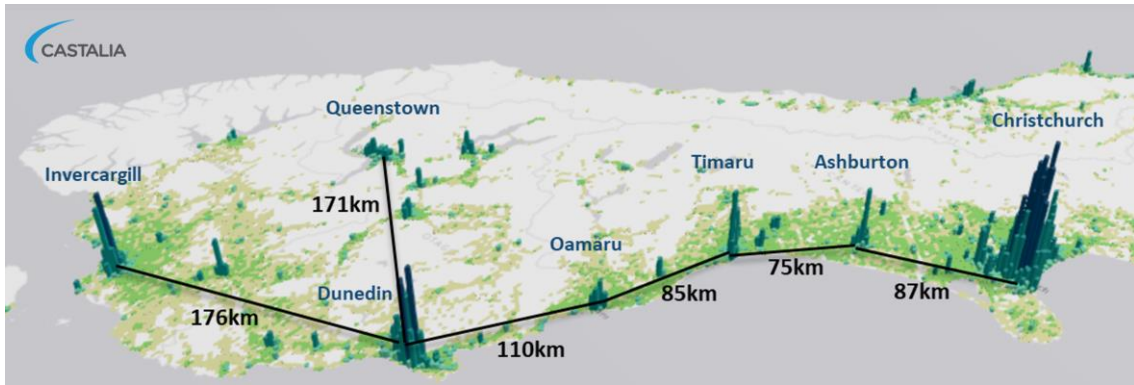 CASTALIA
Queenstown
Christchurch
Invercargill
Timaru
Ashburton
171km
Oamaru
Dunedin
176km
110km
85km
75km
87km